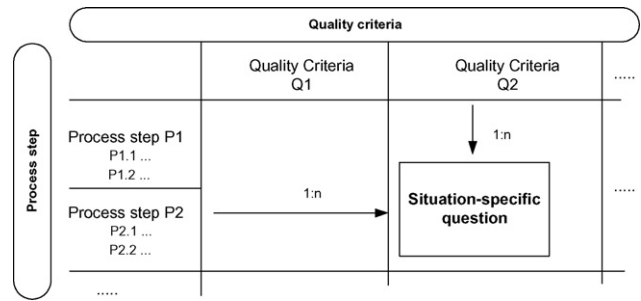 Quality criteria
Quality Criteria
Q1
Quality Criteria
Q2
.....
Process step
Process step P1
P1.1 ...
P1.2 ...
1:n
1:n
Situation-specific
question
.....
Process step P2
P2.1 ...
P2.2 ...
.....